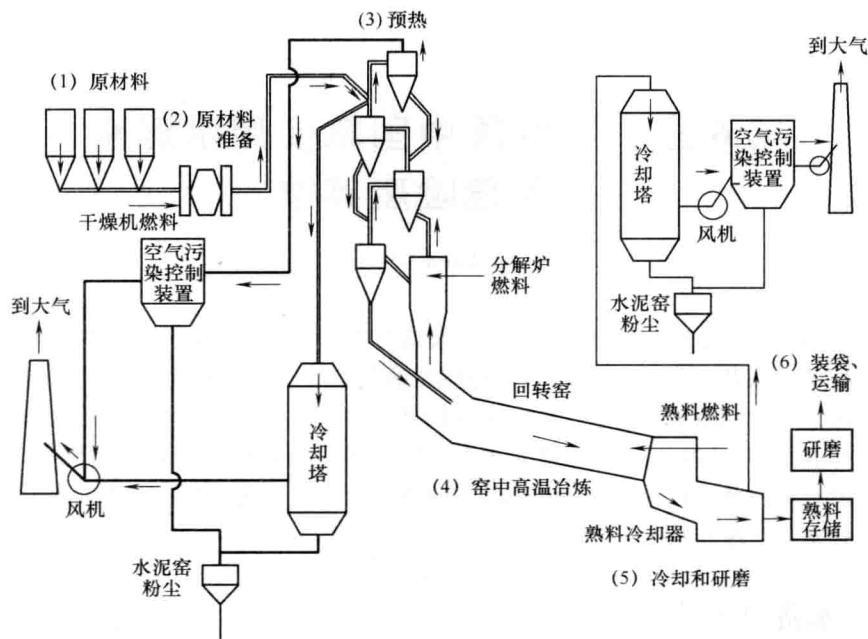 (3) 预热
(1) 原材料
(2) 原材料
准备
干燥机燃料
空气污
染控制
装置
到大气
风机
冷
却
塔
水泥窑
粉尘
分解炉
燃料
回转窑
(4) 窑中高温冶炼
熟料燃料
熟料冷却器
(5) 冷却和研磨
到大气
冷
却
塔
空气污
染控制
装置
风机
水泥窑
粉尘
(6) 装袋、
运输
研磨
熟料
存储